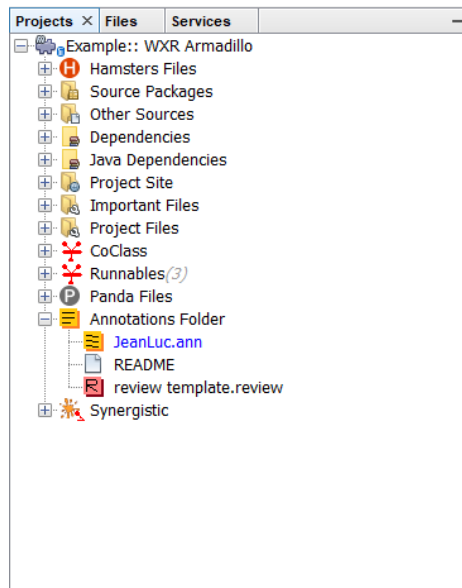 Projects × Files Services
Example:: WXR Armadillo
H Hamsters Files
Source Packages
Other Sources
Dependencies
Java Dependencies
Project Site
Important Files
Project Files
CoClass
Runnables(3)
P Panda Files
Annotations Folder
JeanLuc.ann
README
R review template.review
Synergistic